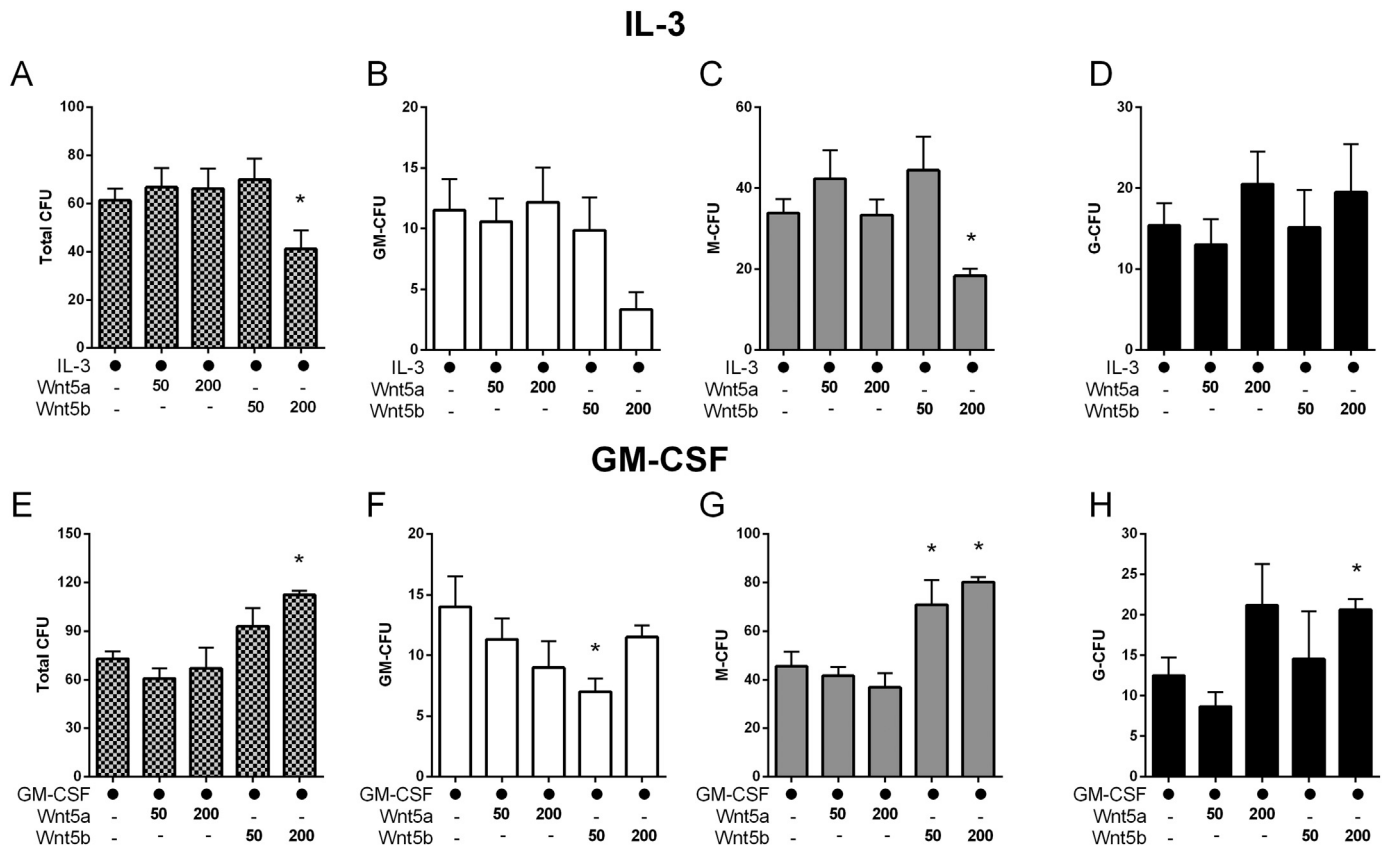 IL-3
A B C D
100
80
60
40
20
0
Total CFU
*
IL-3
Wnt5a - 50 200 - -
Wnt5b - - - 50 200
20
15
10
5
0
GM-CFU
IL-3
Wnt5a - 50 200 - -
Wnt5b - - - 50 200
60
40
20
0
M-CFU
*
IL-3
Wnt5a - 50 200 - -
Wnt5b - - - 50 200
30
20
10
0
G-CFU
IL-3
Wnt5a - 50 200 - -
Wnt5b - - - 50 200
GM-CSF
E F G H
150
120
90
60
30
0
Total CFU
*
GM-CSF
Wnt5a - 50 200 - -
Wnt5b - - - 50 200
20
15
10
5
0
GM-CFU
*
GM-CSF
Wnt5a - 50 200 - -
Wnt5b - - - 50 200
100
80
60
40
20
0
M-CFU
* *
GM-CSF
Wnt5a - 50 200 - -
Wnt5b - - - 50 200
30
25
20
15
10
5
0
G-CFU
*
GM-CSF
Wnt5a - 50 200 - -
Wnt5b - - - 50 200